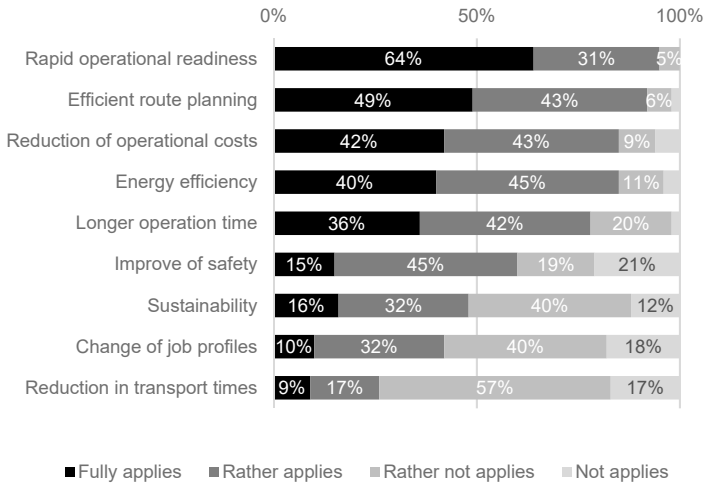 0% 50% 100%
Rapid operational readiness 64% 31% 5%
Efficient route planning 49% 43% 6%
Reduction of operational costs 42% 43% 9%
Energy efficiency 40% 45% 11%
Longer operation time 36% 42% 20%
Improve of safety 15% 45% 19% 21%
Sustainability 16% 32% 40% 12%
Change of job profiles 10% 32% 40% 18%
Reduction in transport times 9% 17% 57% 17%
Fully applies Rather applies Rather not applies Not applies